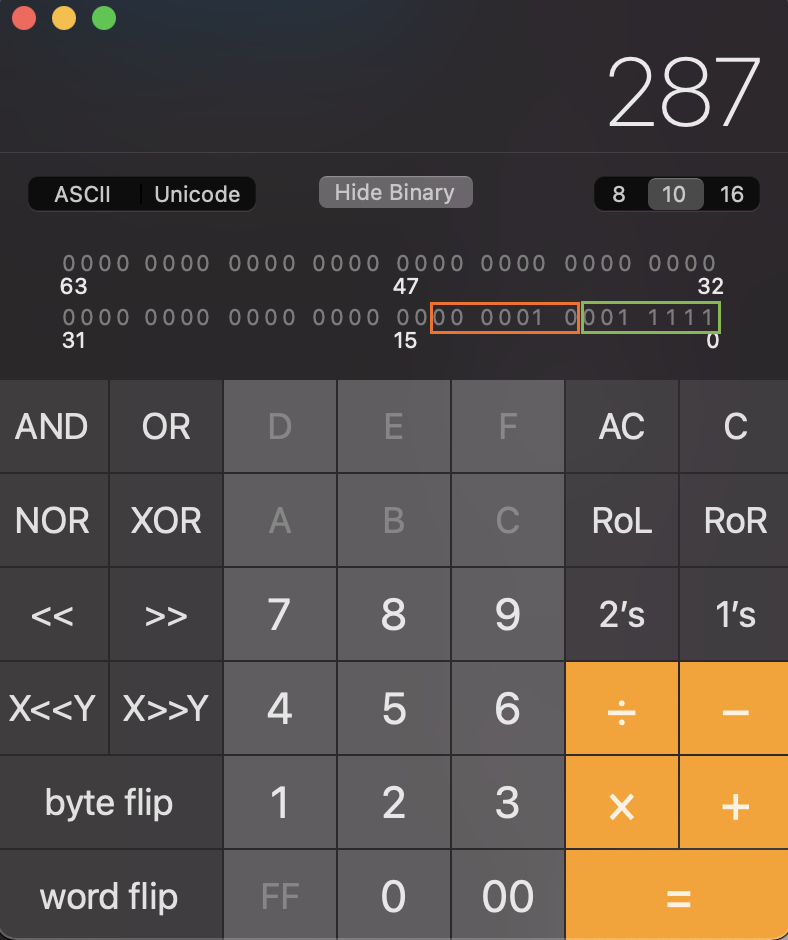 287
ASCII Unicode Hide Binary 8 10 16
0000 0000 0000 0000 0000 0000 0000 0000
63 47 32
0000 0000 0000 0000 0000 0001 0001 1111
31 15 0
AND OR D E F AC C
NOR XOR A B C RoL RoR
<< >> 7 8 9 2's 1's
X<<Y X>>Y 4 5 6 ÷ −
byte flip 1 2 3 × +
word flip FF 0 00 =